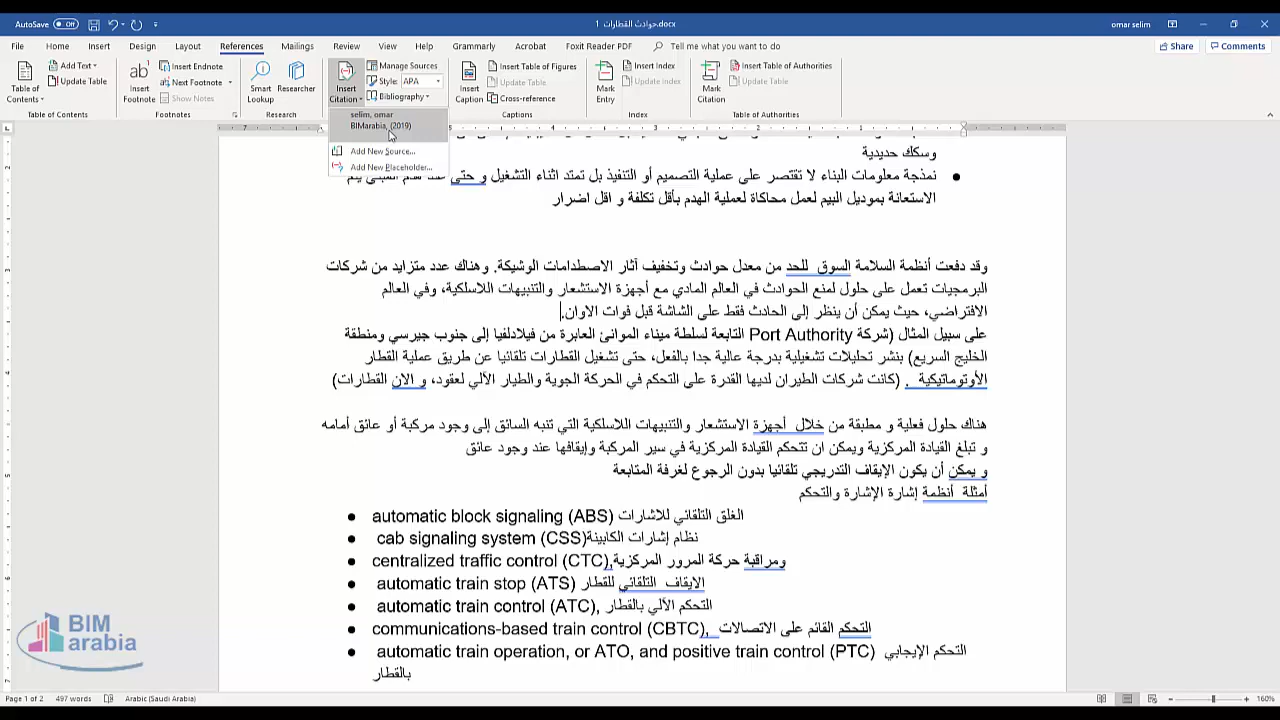 AutoSave Off حوادث القطارات 1.docx omar selim
File Home Insert Design Layout References Mailings Review View Help Grammarly Acrobat Foxit Reader PDF Tell me what you want to do Share Comments
Table of Contents Add Text Update Table
Insert Footnote Insert Endnote Next Footnote Show Notes
Smart Lookup Researcher
Insert Citation Manage Sources Style: APA Bibliography
Insert Caption Insert Table of Figures Update Table Cross-reference
Mark Entry Insert Index Update Index
Mark Citation Insert Table of Authorities Update Table
Table of Contents Footnotes Research Captions Index Table of Authorities
selim, omar
BIMarabia, (2019)
Add New Source...
Add New Placeholder...
7 5 4 3 2 1
وسكك حديدية
نمذجة معلومات البناء لا تقتصر على عملية التصميم أو التنفيذ بل تمتد اثناء التشغيل و حتى
الاستعانة بموديل البيم لعمل محاكاة لعملية الهدم بأقل تكلفة و اقل اضرار
وقد دفعت أنظمة السلامة السوق للحد من معدل حوادث وتخفيف آثار الاصطدامات الوشيكة. وهناك عدد متزايد من شركات
البرمجيات تعمل على حلول لمنع الحوادث في العالم المادي مع أجهزة الاستشعار والتنبيهات اللاسلكية، وفي العالم
الافتراضي، حيث يمكن أن ينظر إلى الحادث فقط على الشاشة قبل فوات الاوان.
على سبيل المثال (شركة Port Authority التابعة لسلطة ميناء الموانئ العابرة من فيلادلفيا إلى جنوب جيرسي ومنطقة
الخليج السريع) بنشر تحليلات تشغيلية بدرجة عالية جدا بالفعل، حتى تشغيل القطارات تلقائيا عن طريق عملية القطار
الأوتوماتيكية . (كانت شركات الطيران لديها القدرة على التحكم في الحركة الجوية والطيار الآلي لعقود، و الان القطارات)
هناك حلول فعلية و مطبقة من خلال أجهزة الاستشعار والتنبيهات اللاسلكية التي تنبه السائق إلى وجود مركبة أو عائق أمامه
و تبلغ القيادة المركزية ويمكن ان تتحكم القيادة المركزية في سير المركبة وإيقافها عند وجود عائق
و يمكن أن يكون الإيقاف التدريجي تلقائيا بدون الرجوع لغرفة المتابعة
أمثلة أنظمة إشارة الإشارة والتحكم
automatic block signaling (ABS) الغلق التلقائي للاشارات
cab signaling system (CSS)نظام إشارات الكابينة
centralized traffic control (CTC),ومراقبة حركة المرور المركزية
automatic train stop (ATS) الايقاف التلقائي للقطار
automatic train control (ATC), التحكم الآلي بالقطار
communications-based train control (CBTC), التحكم القائم على الاتصالات
automatic train operation, or ATO, and positive train control (PTC) التحكم الإيجابي
بالقطار
BIM
arabia
Page 1 of 2 497 words Arabic (Saudi Arabia) 160%